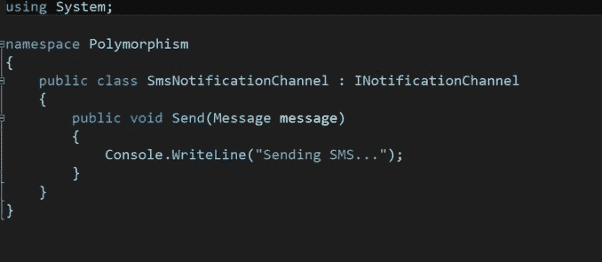 using System;
namespace Polymorphism
{
public class SmsNotificationChannel : INotificationChannel
{
public void Send(Message message)
{
Console.WriteLine("Sending SMS...");
}
}
}